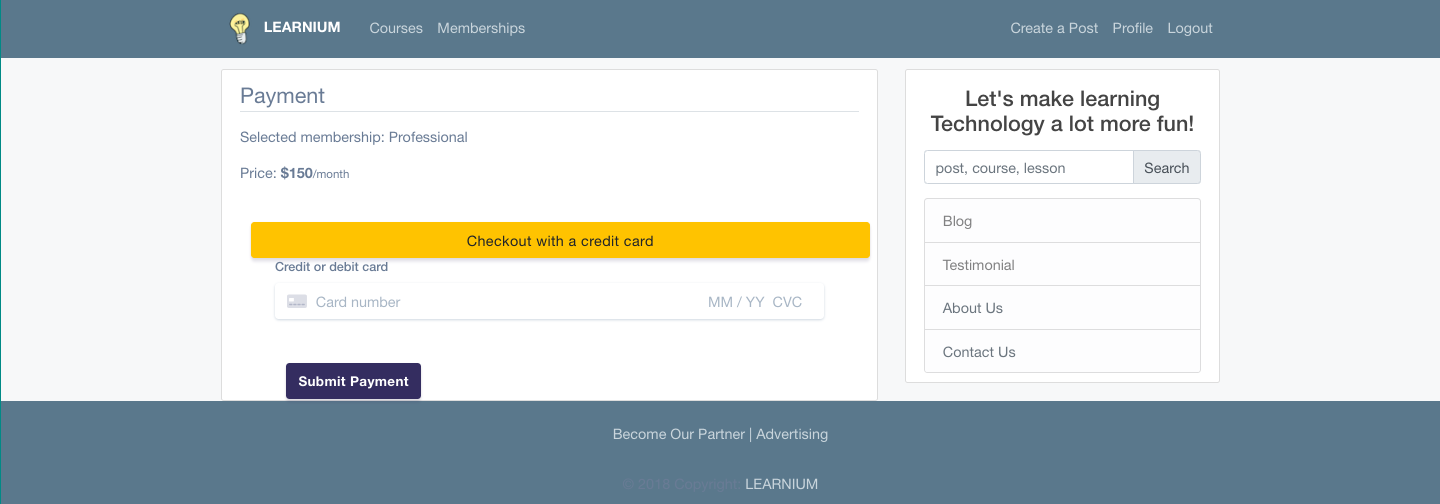 LEARNIUM Courses Memberships Create a Post Profile Logout
Payment
Selected membership: Professional
Price: $150/month
Checkout with a credit card
Credit or debit card
Card number MM / YY CVC
Submit Payment
Let's make learning
Technology a lot more fun!
post, course, lesson Search
Blog
Testimonial
About Us
Contact Us
Become Our Partner | Advertising
© 2018 Copyright: LEARNIUM